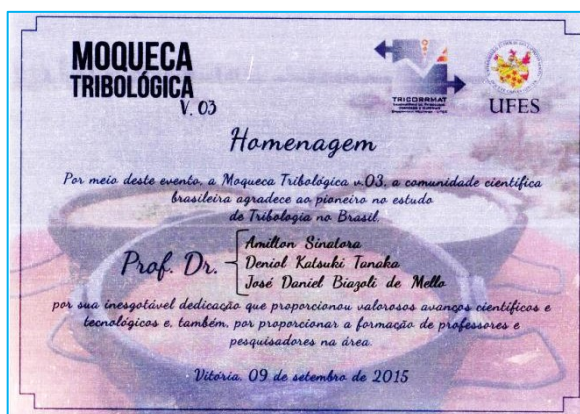 MOQUECA
TRIBOLÓGICA
V. 03
TRICORRMAT
UFES
Homenagem
Por meio deste evento, a Moqueca Tribológica v.03, a comunidade científica
brasileira agradece ao pioneiro no estudo
de Tribologia no Brasil.
Prof. Dr.
Amilton Sinatora
Deniol Katsuki Tanaka
José Daniel Biazoli de Mello
por sua inesgotável dedicação que proporcionou valorosos avanços científicos e
tecnológicos e, também, por proporcionar a formação de professores e
pesquisadores na área.
Vitória, 09 de setembro de 2015